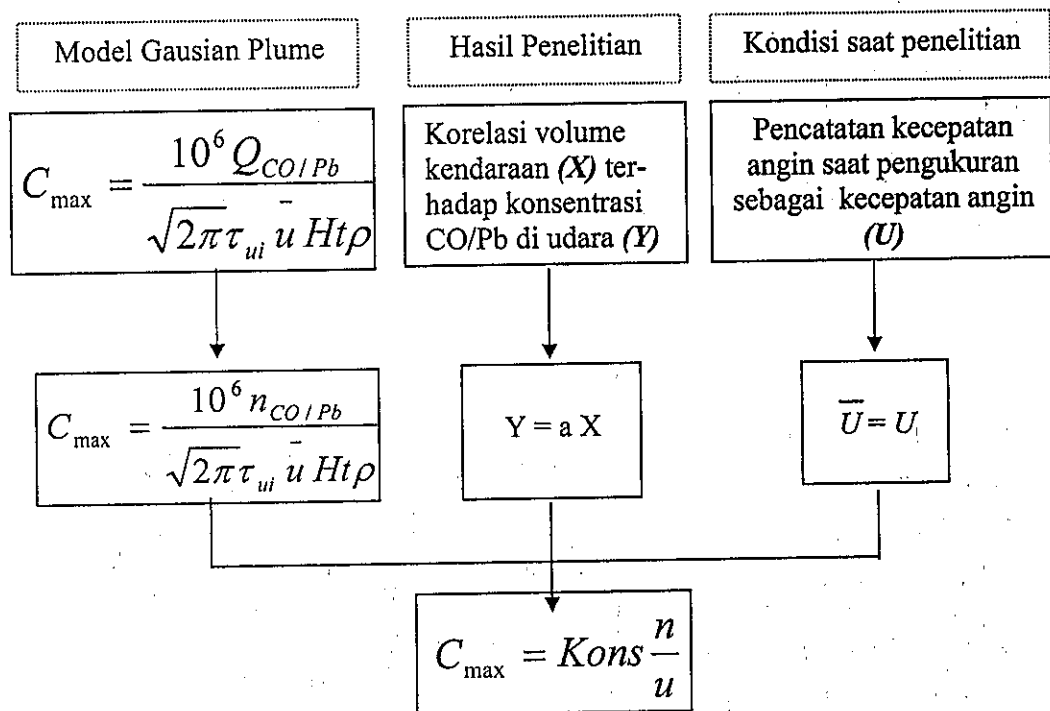 Model Gausian Plume
Hasil Penelitian
Kondisi saat penelitian
C_max = 10^6 Q_CO/Pb / √2π τ_ui u̅ Htρ
Korelasi volume
kendaraan (X) ter-
hadap konsentrasi
CO/Pb di udara (Y)
Pencatatan kecepatan
angin saat pengukuran
sebagai kecepatan angin
(U)
C_max = 10^6 n_CO/Pb / √2π τ_ui u̅ Htρ
Y = a X
U̅ = U
C_max = Kons n/u